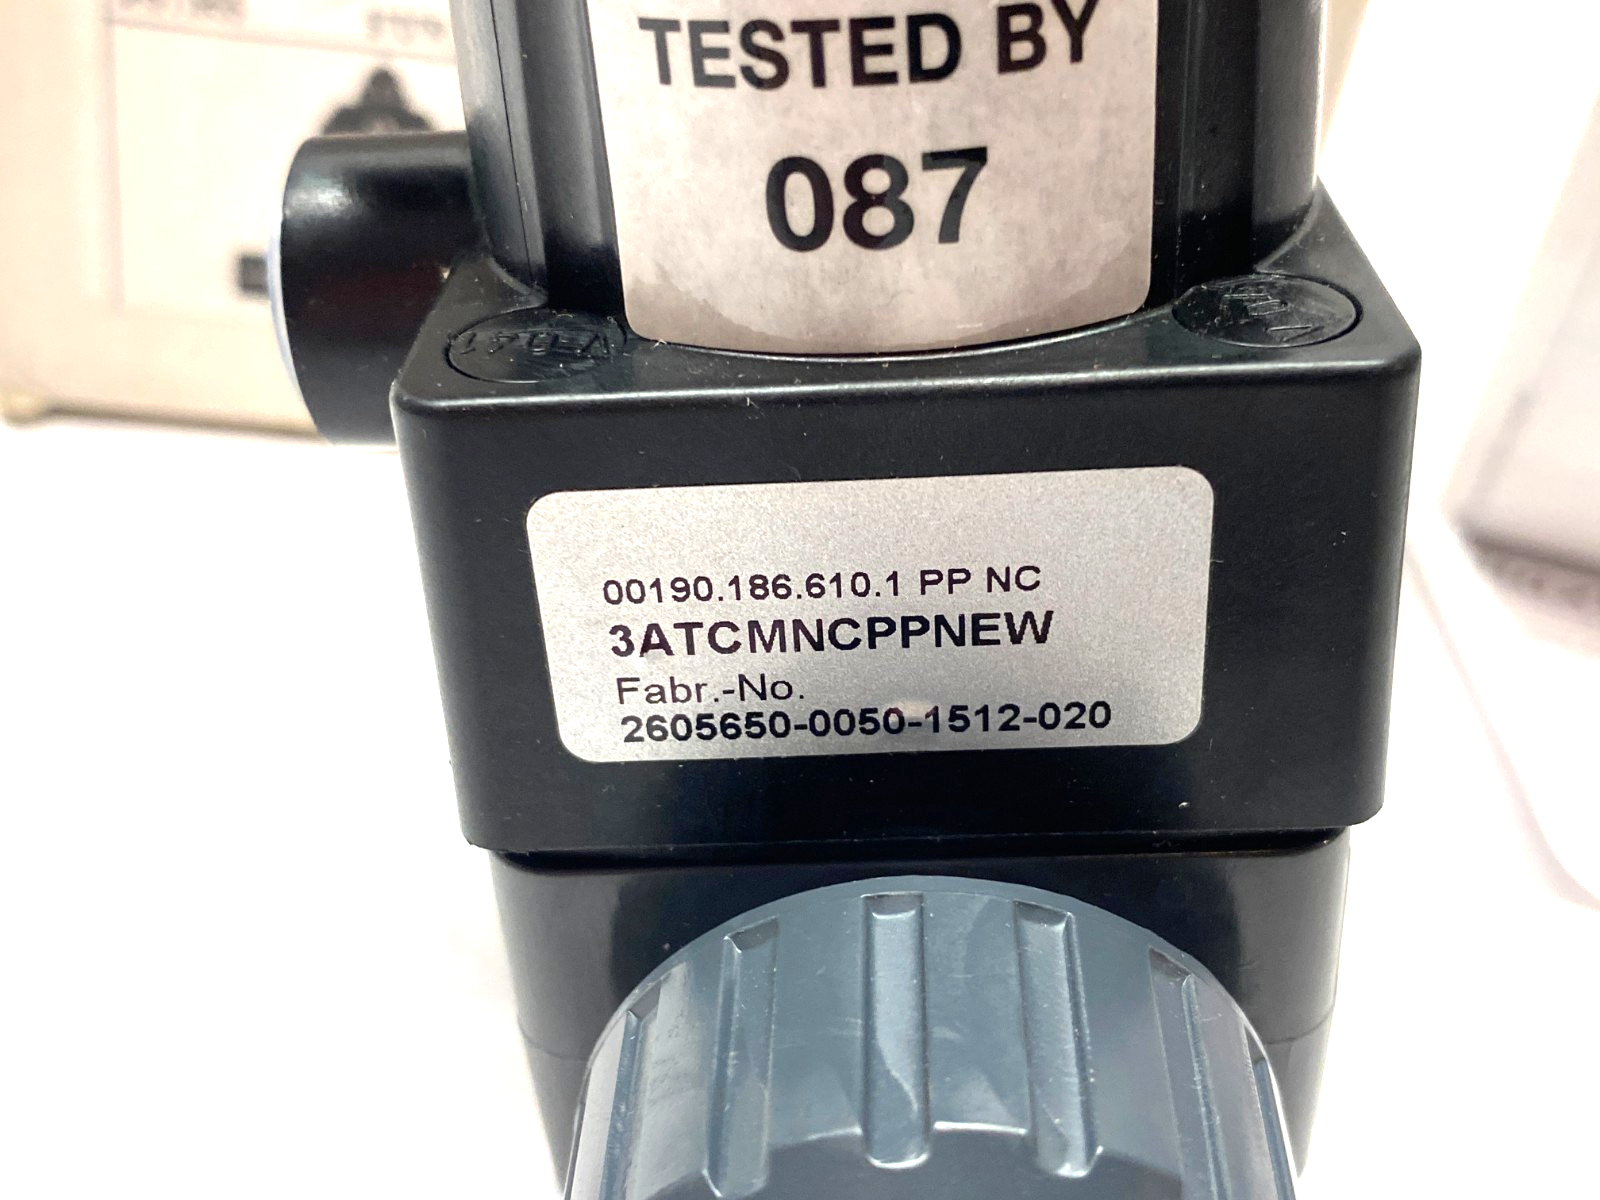 TESTED BY
087
00190.186.610.1 PP NC
3ATCMNCPPNEW
Fabr.-No.
2605650-0050-1512-020